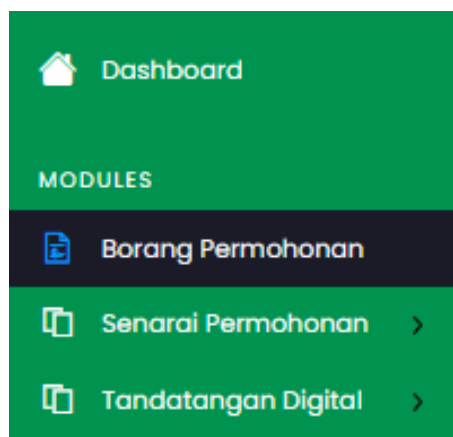 Dashboard
MODULES
Borang Permohonan
Senarai Permohonan
Tandatangan Digital